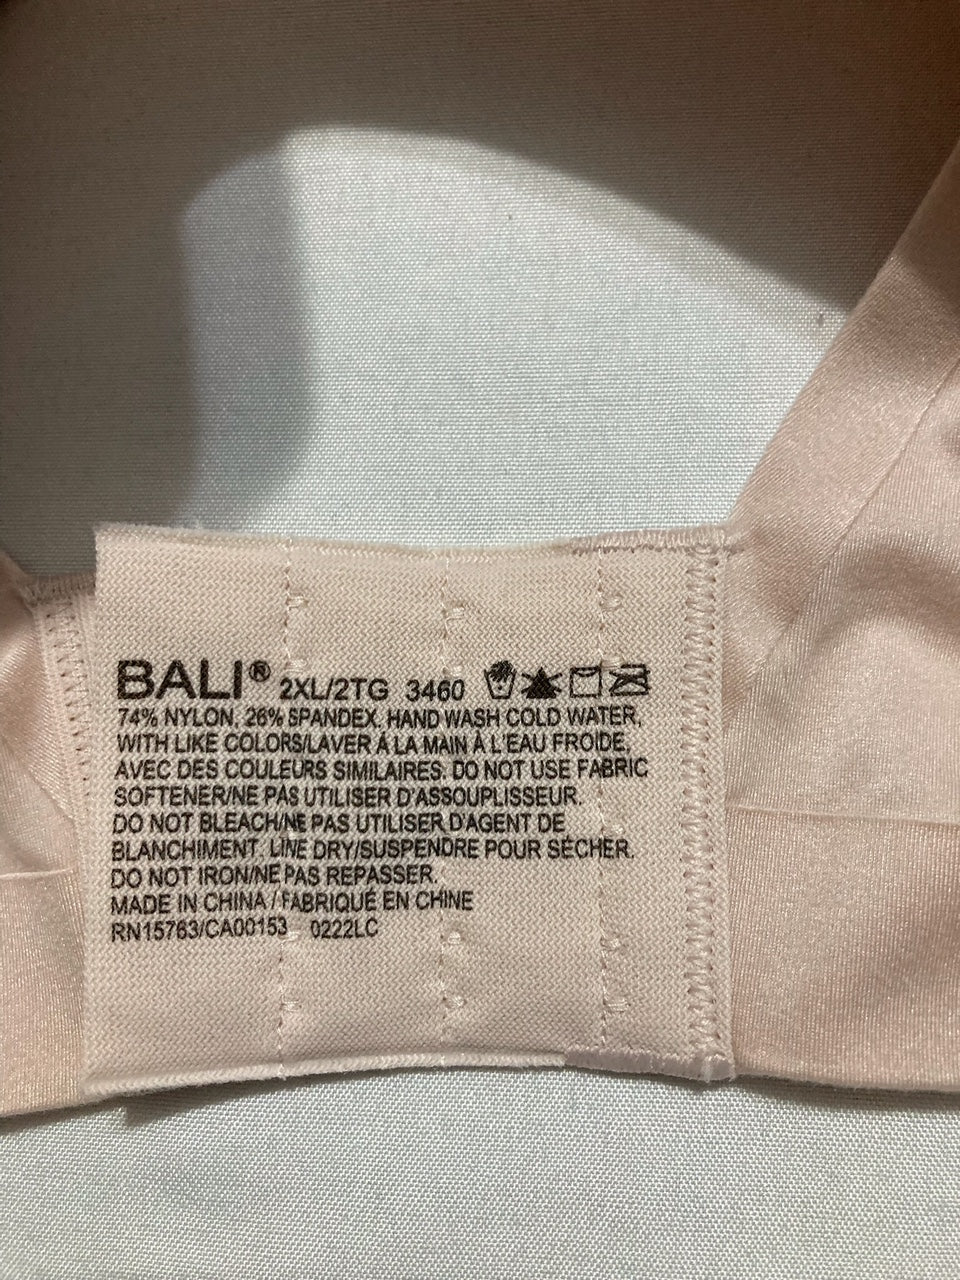 BALI® 2XL/2TG 3460
74% NYLON, 26% SPANDEX. HAND WASH COLD WATER,
WITH LIKE COLORS/LAVER Á LA MAIN À L'EAU FROIDE,
AVEC DES COULEURS SIMILAIRES. DO NOT USE FABRIC
SOFTENER/NE PAS UTILISER D'ASSOUPLISSEUR.
DO NOT BLEACH/NE PAS UTILISER D'AGENT DE
BLANCHIMENT. LINE DRY/SUSPENDRE POUR SÉCHER.
DO NOT IRON/NE PAS REPASSER.
MADE IN CHINA / FABRIQUÉ EN CHINE
RN15763/CA00153 0222LC